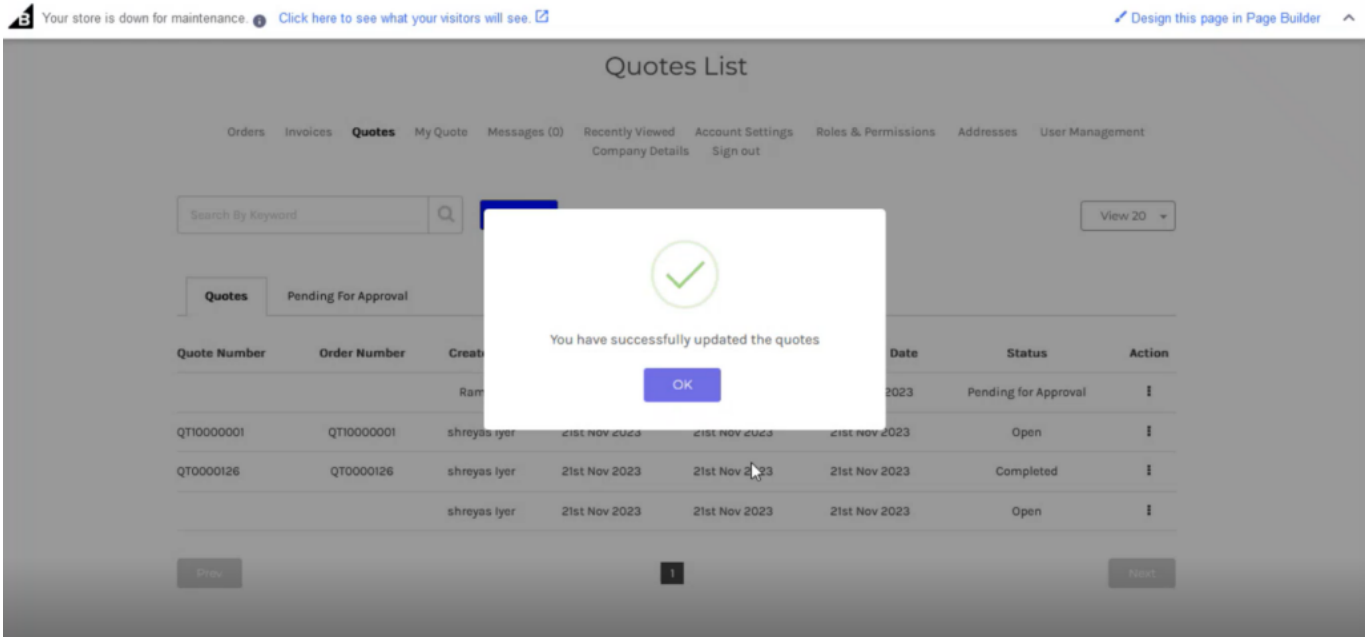 B Your store is down for maintenance. i Click here to see what your visitors will see. Design this page in Page Builder
Quotes List
Orders Invoices Quotes My Quote Messages (0) Recently Viewed Account Settings Roles & Permissions Addresses User Management
Company Details Sign out
Search By Keyword View 20
Quotes Pending For Approval
You have successfully updated the quotes
Quote Number Order Number Date Status Action
OK
2023 Pending for Approval
QT10000001 QT10000001 shreyas Iyer 21st Nov 2023 21st Nov 2023 21st Nov 2023 Open
QT0000126 QT0000126 shreyas Iyer 21st Nov 2023 21st Nov 2023 21st Nov 2023 Completed
shreyas Iyer 21st Nov 2023 21st Nov 2023 21st Nov 2023 Open
Prev 1 Next